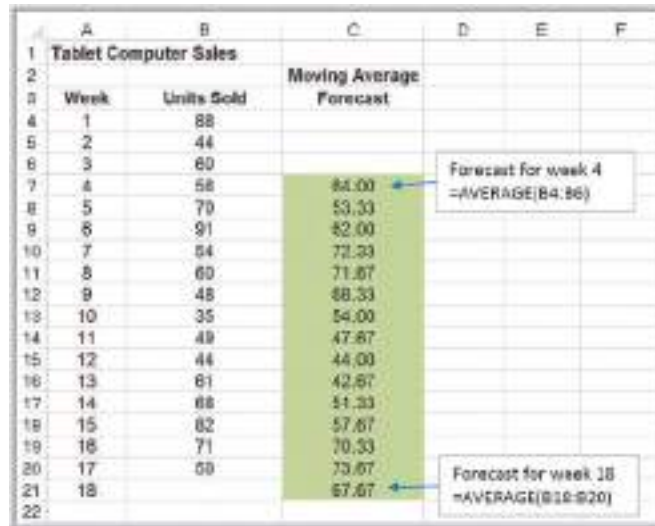 A B C D E F
1 Tablet Computer Sales
2 Moving Average
3 Week Units Sold Forecast
4 1 88
5 2 44
6 3 60
Forecast for week 4
7 4 56 64.00
=AVERAGE(B4:B6)
8 5 70 53.33
9 6 91 62.00
10 7 54 72.33
11 8 60 71.67
12 9 48 68.33
13 10 35 54.00
14 11 49 47.67
15 12 44 44.00
16 13 61 42.67
17 14 68 51.33
18 15 82 57.67
19 16 71 70.33
20 17 50 73.67
Forecast for week 18
21 18 67.67
=AVERAGE(B18:B20)
22